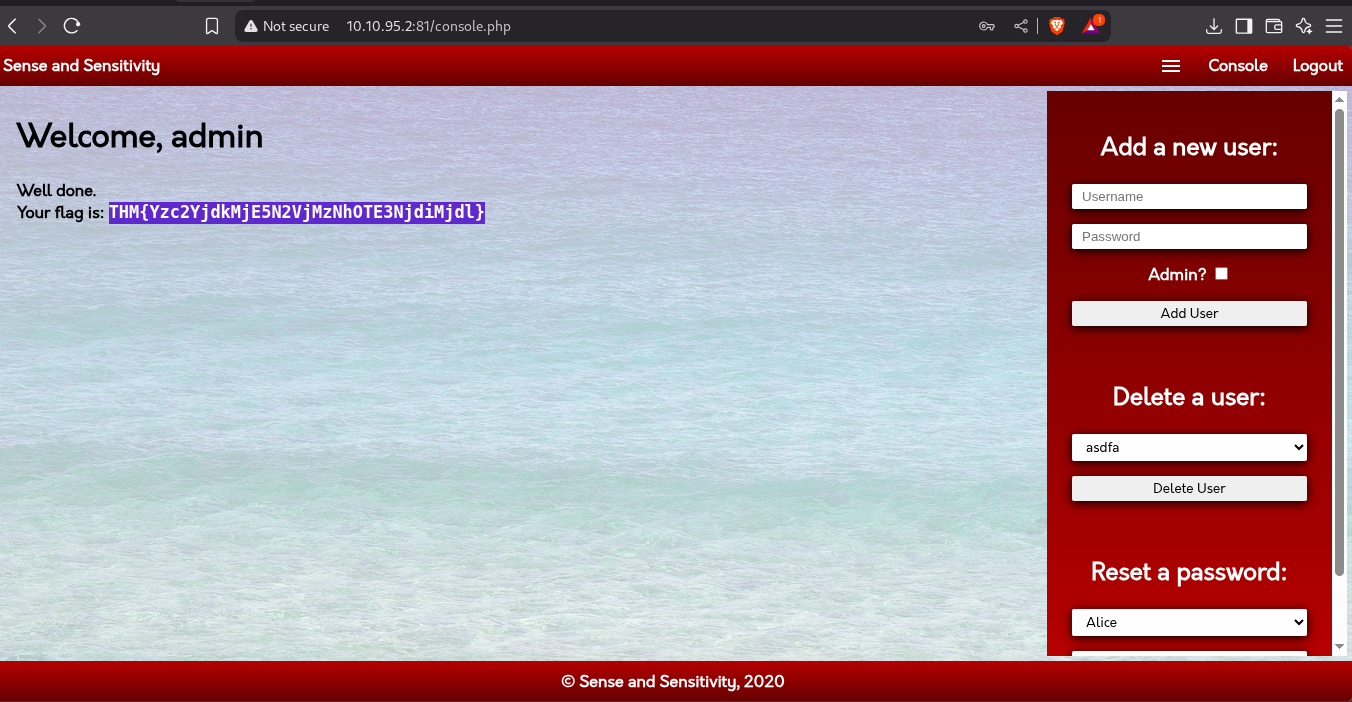 Not secure 10.10.95.2:81/console.php
1
Sense and Sensitivity
Console Logout
Welcome, admin
Well done.
Your flag is: THM{Yzc2YjdkMjE5N2VjMzNhOTE3NjdiMjdl}
Add a new user:
Username
Password
Admin?
Add User
Delete a user:
asdfa
Delete User
Reset a password:
Alice
© Sense and Sensitivity, 2020